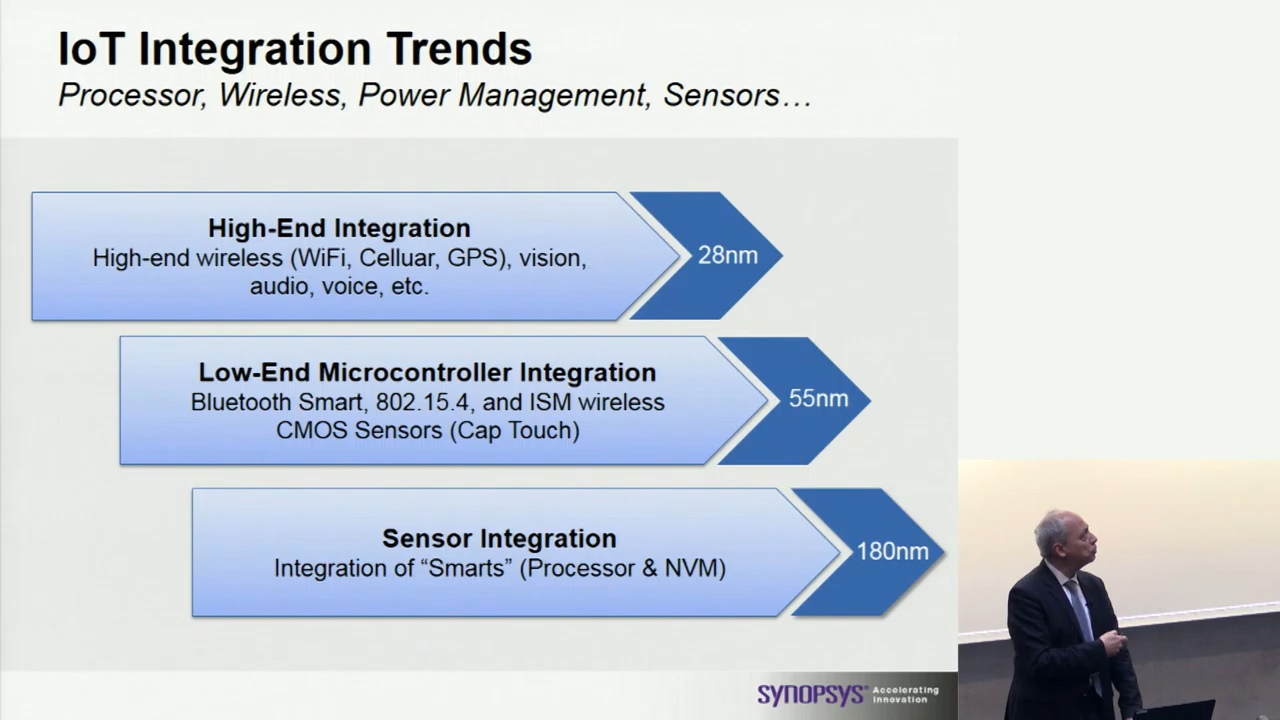 IoT Integration Trends
Processor, Wireless, Power Management, Sensors…
High-End Integration
High-end wireless (WiFi, Celluar, GPS), vision,
audio, voice, etc.
28nm
Low-End Microcontroller Integration
Bluetooth Smart, 802.15.4, and ISM wireless
CMOS Sensors (Cap Touch)
55nm
Sensor Integration
Integration of “Smarts” (Processor & NVM)
180nm
SYNOPSYS® Accelerating
Innovation